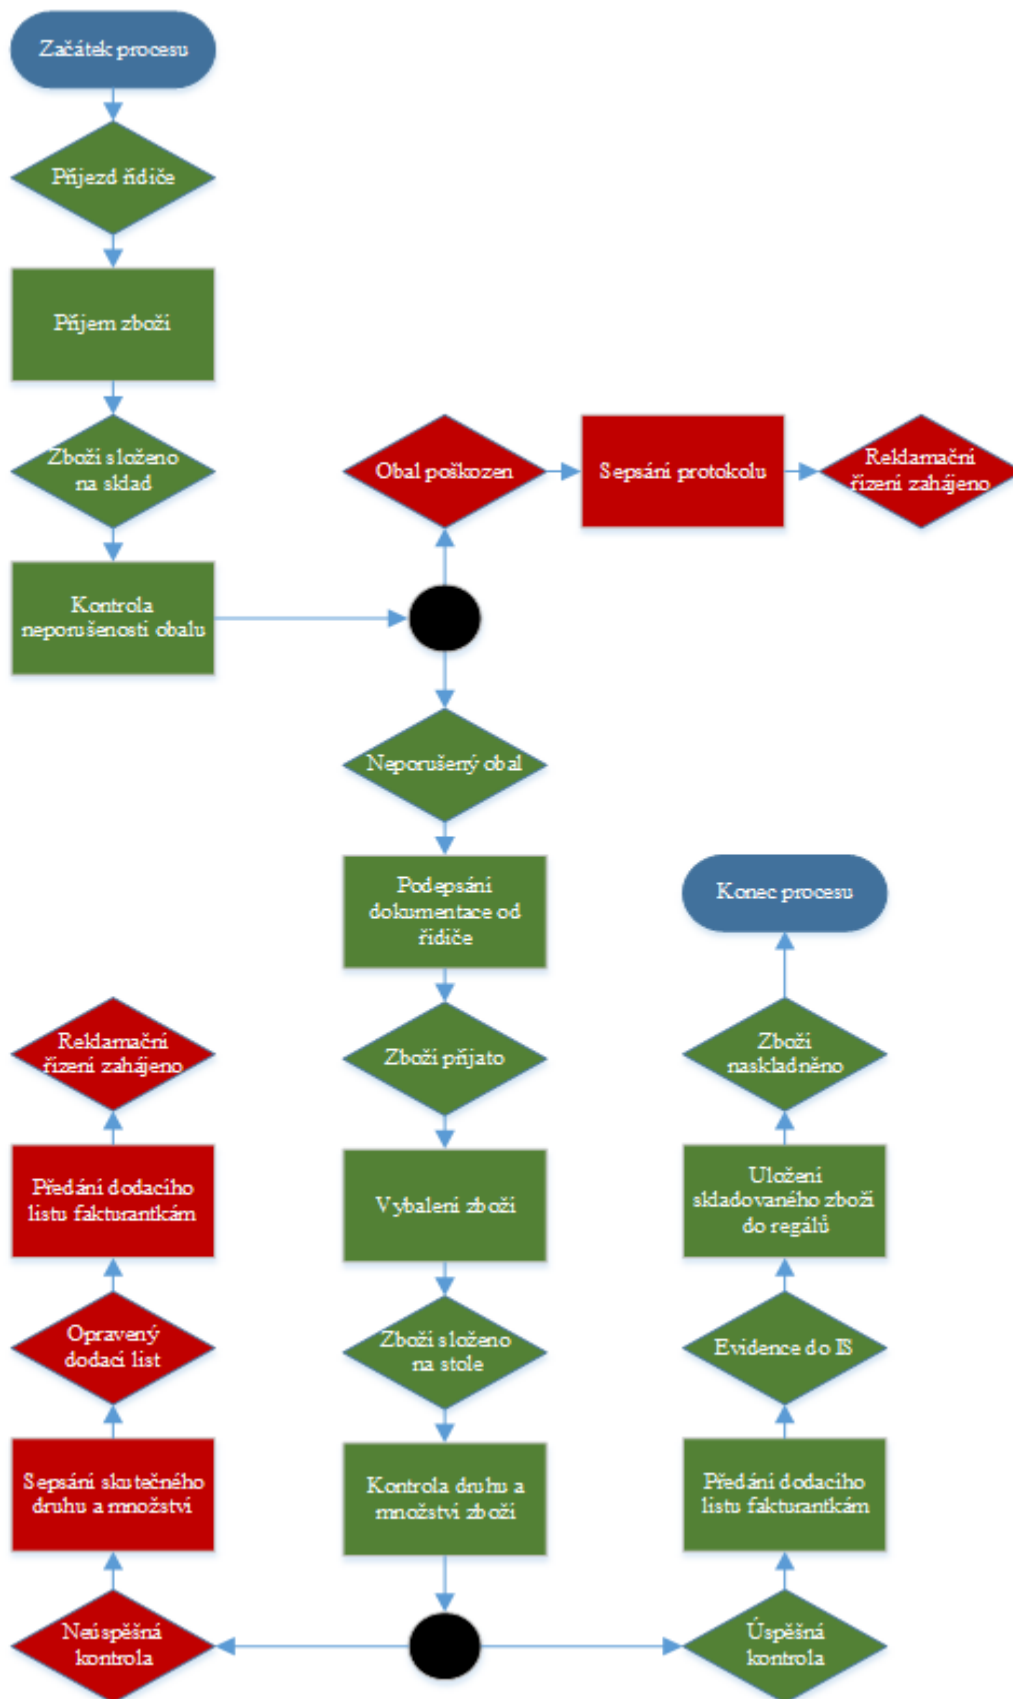 Začátek procesu
Příjezd řidiče
Příjem zboží
Zboží složeno
na sklad
Kontrola
neporušenosti obalu
Obal poškozen
Sepsání protokolu
Reklamační
řízení zahájeno
Neporušený obal
Podepsání
dokumentace od
řidiče
Zboží přijato
Vybalení zboží
Zboží složeno
na stole
Kontrola druhu a
množství zboží
Neúspěšná
kontrola
Sepsání skutečného
druhu a množství
Opravený
dodací list
Předání dodacího
listu fakturantkám
Reklamační
řízení zahájeno
Úspěšná
kontrola
Předání dodacího
listu fakturantkám
Evidence do IS
Uložení
skladovaného zboží
do regálů
Zboží
naskladněno
Konec procesu